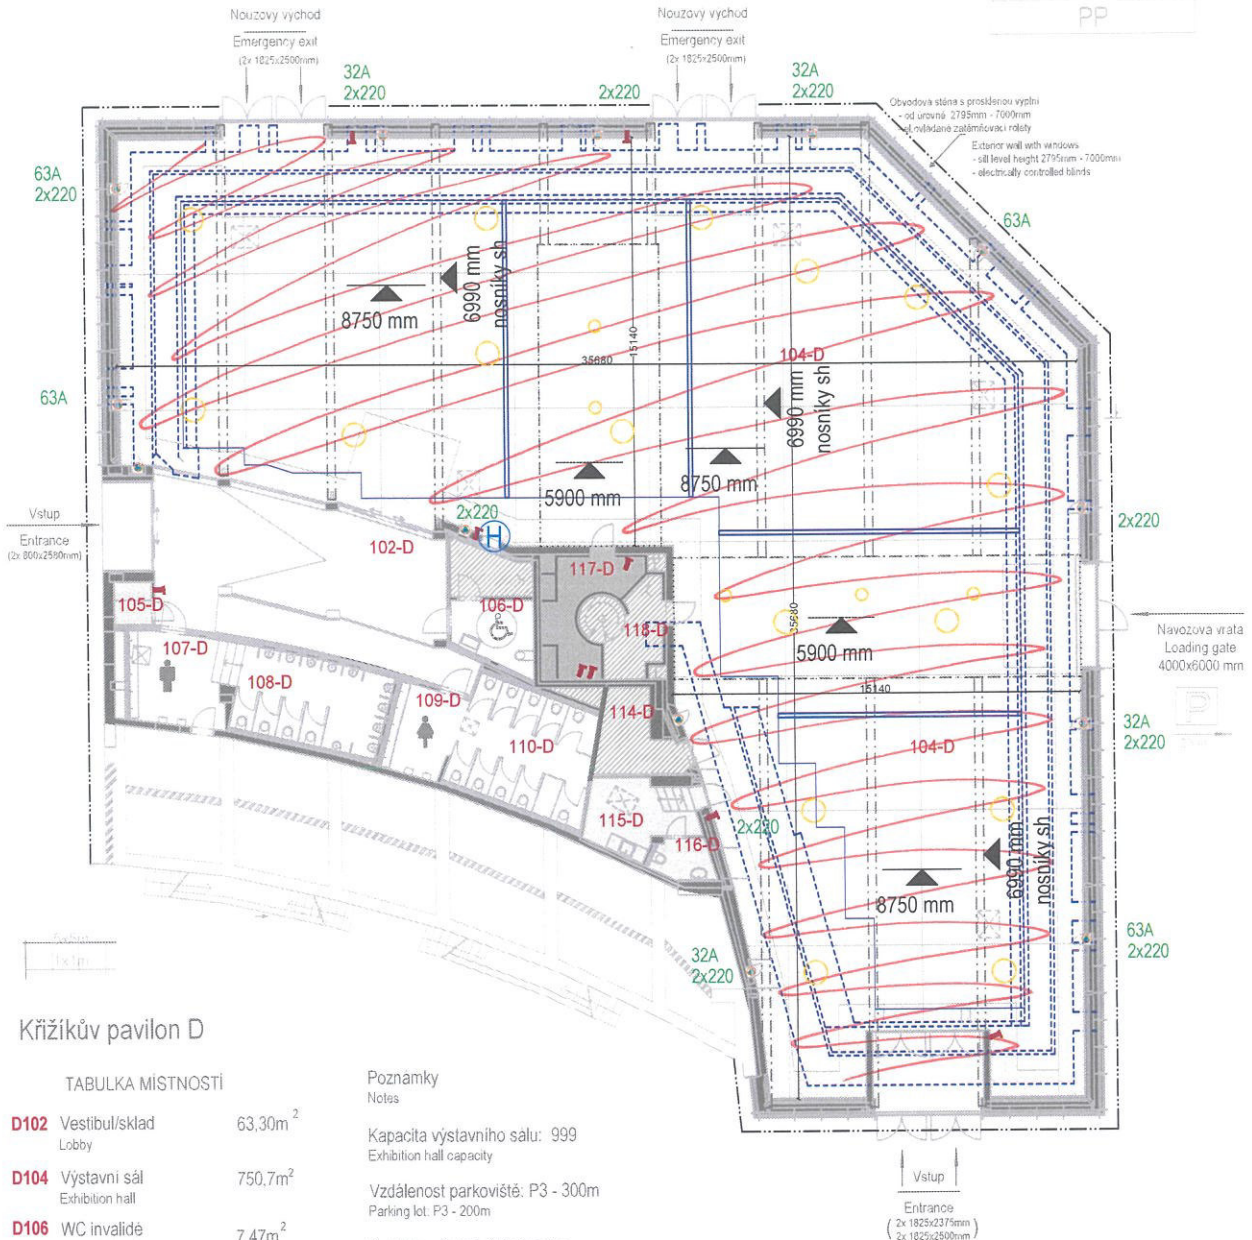 Nouzový východ
Emergency exit
(2x 1825x2500mm)
Nouzový východ
Emergency exit
(2x 1825x2500mm)
PP
32A
2x220
2x220
32A
2x220
Obvodová stěna s prosklenou výplní
- od úrovně 2795mm - 7000mm
- el.ovládané zatémňovací rolety
Exterior wall with windows
- sill level height 2795mm - 7000mm
- electrically controlled blinds
63A
2x220
63A
6990 mm
nosníky sh
8750 mm
15140
35680
104-D
63A
6990 mm
nosníky sh
5900 mm
8750 mm
Vstup
Entrance
(2x 800x2580mm)
2x220
H
102-D
2x220
117-D
105-D
106-D
118-D
35680
5900 mm
Navozova vrata
Loading gate
4000x6000 mm
P
107-D
108-D
109-D
15140
114-D
32A
2x220
110-D
104-D
115-D
2x220
116-D
6990 mm
nosníky sh
8750 mm
63A
2x220
32A
2x220
5x5m
1x1m
Křižíkův pavilon D
TABULKA MÍSTNOSTÍ
D102 Vestibul/sklad 63,30m²
Lobby
D104 Výstavní sál 750,7m²
Exhibition hall
D106 WC invalidé 7,47m²
Poznámky
Notes
Kapacita výstavního sálu: 999
Exhibition hall capacity
Vzdálenost parkoviště: P3 - 300m
Parking lot: P3 - 200m
Vstup
Entrance
(2x 1825x2375mm
2x 1825x2500mm)